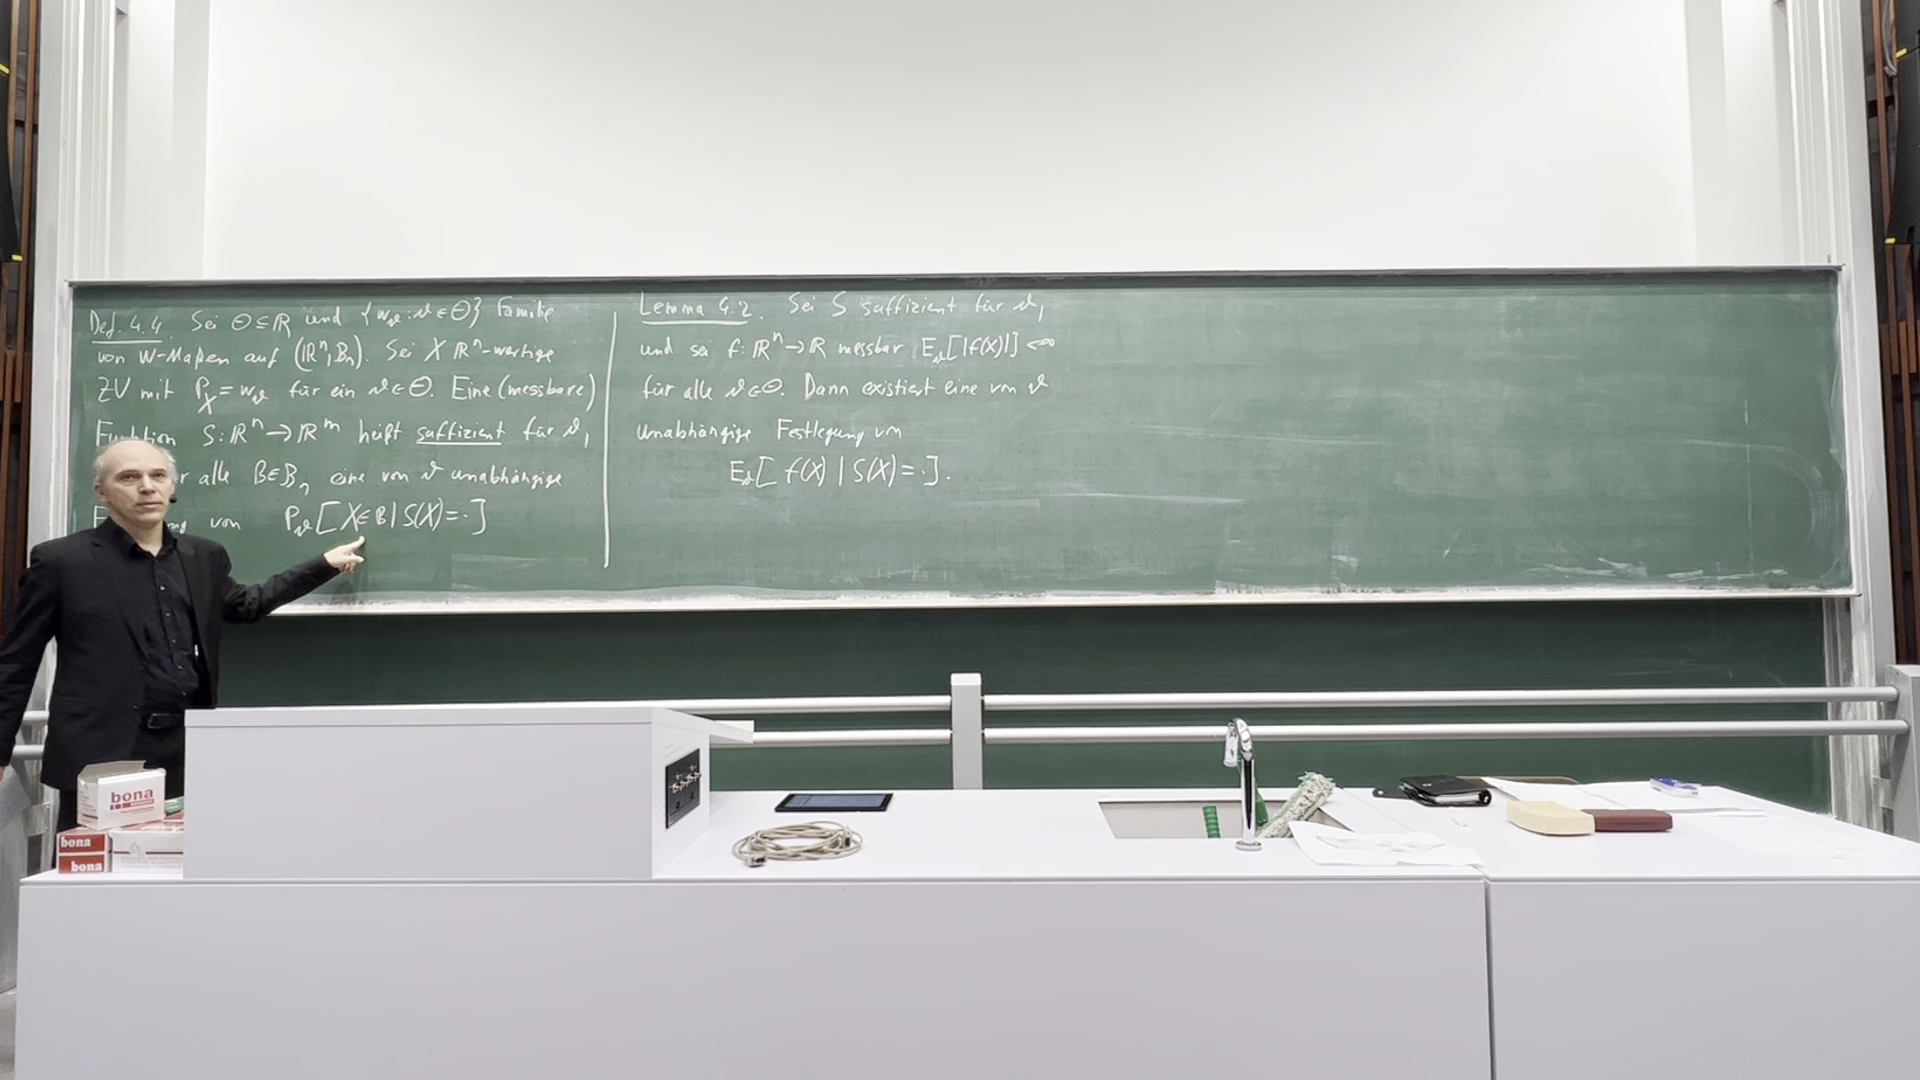 Def. 4.4. Sei Θ ⊆ ℝ und {w_ϑ : ϑ ∈ Θ} Familie
von W-Maßen auf (ℝⁿ, B_n). Sei X ℝⁿ-wertige
ZV mit P_X = w_ϑ für ein ϑ ∈ Θ. Eine (messbare)
Funktion S: ℝⁿ → ℝᵐ heißt suffizient für ϑ,
alle B ∈ B_n eine von ϑ unabhängige
von P_ϑ[X ∈ B | S(X) = ·]
Lemma 4.2. Sei S suffizient für ϑ,
und sei f: ℝⁿ → ℝ messbar E_ϑ[|f(X)|] < ∞
für alle ϑ ∈ Θ. Dann existiert eine von ϑ
unabhängige Festlegung von
E_ϑ[f(X) | S(X) = ·].
bona
bona
bona